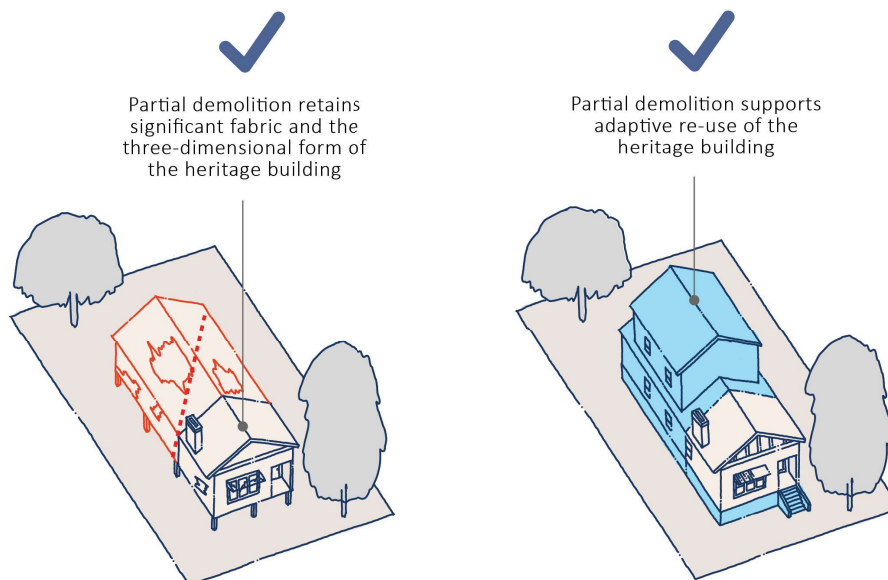 Partial demolition retains
significant fabric and the
three-dimensional form of
the heritage building
Partial demolition supports
adaptive re-use of the
heritage building